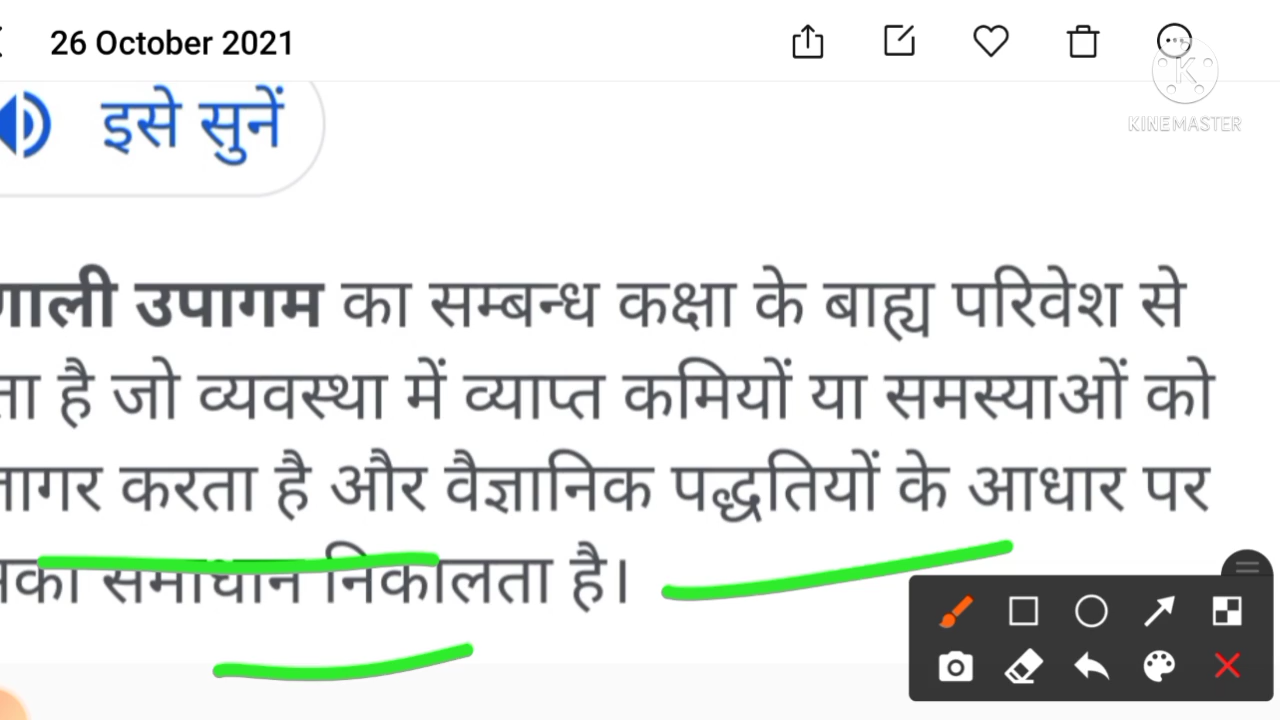 26 October 2021
KINEMASTER
इसे सुनें
उपागम का सम्बन्ध कक्षा के बाह्य परिवेश से
है जो व्यवस्था में व्याप्त कमियों या समस्याओं को
करता है और वैज्ञानिक पद्धतियों के आधार पर
समाधान निकालता है।